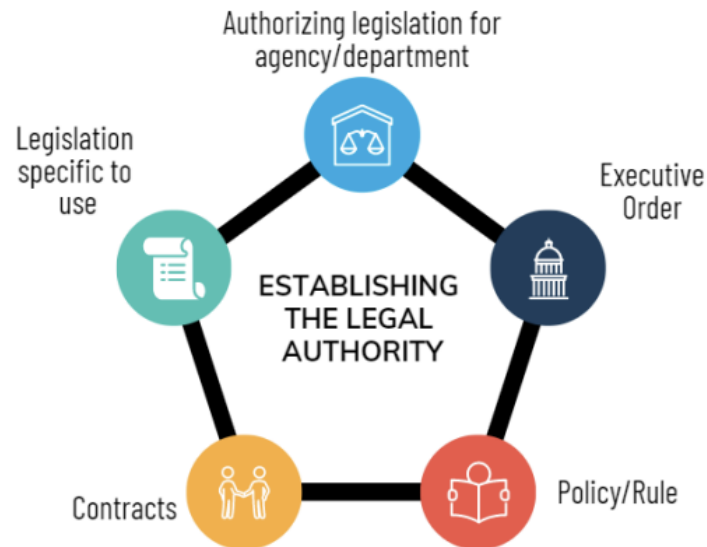 Authorizing legislation for
agency/department
Legislation
specific to
use
Executive
Order
ESTABLISHING
THE LEGAL
AUTHORITY
Contracts
Policy/Rule